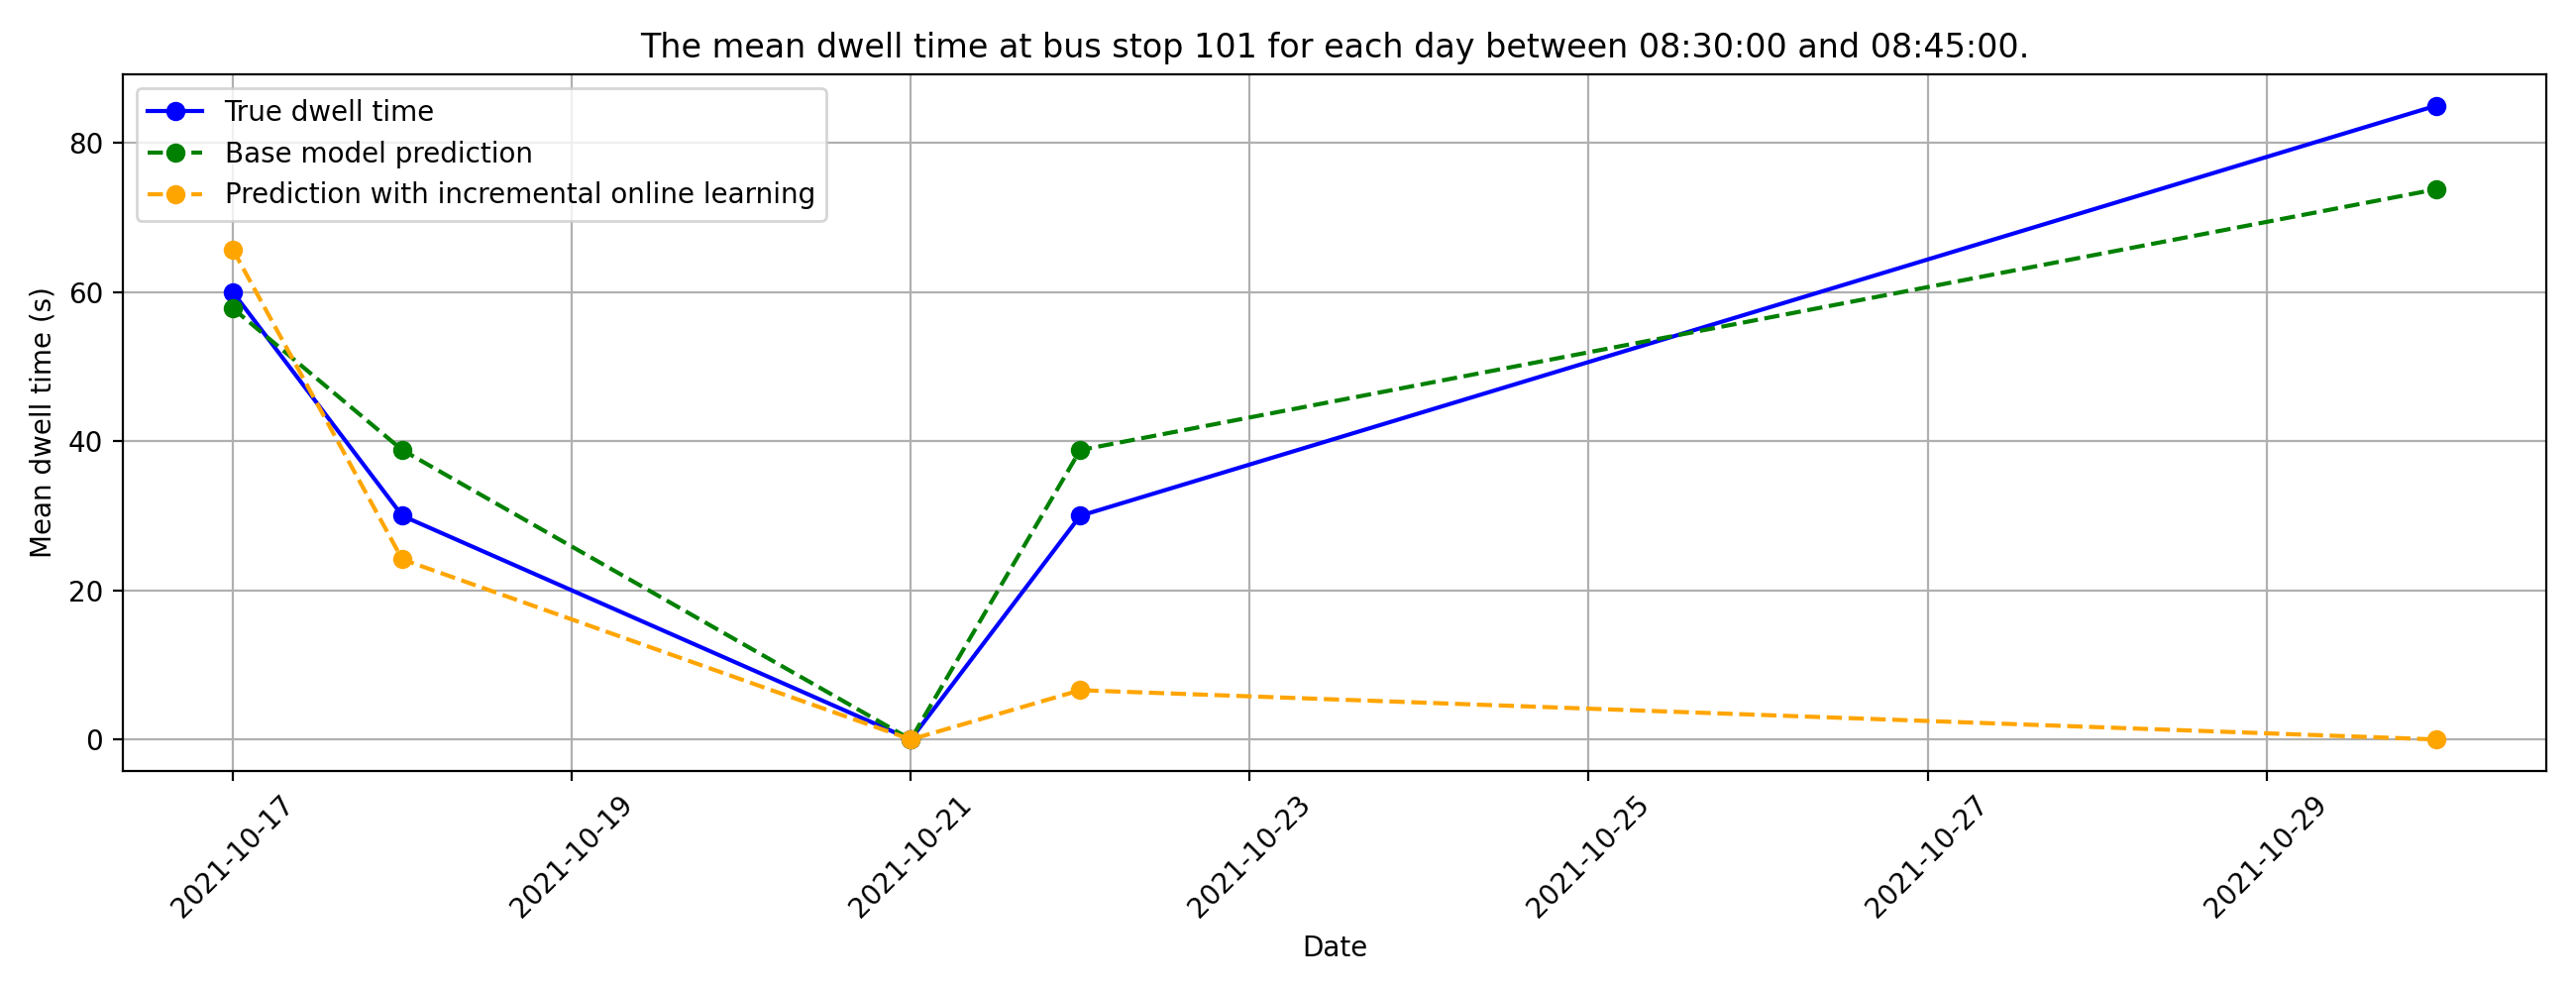 The mean dwell time at bus stop 101 for each day between 08:30:00 and 08:45:00.
True dwell time
Base model prediction
Prediction with incremental online learning
Mean dwell time (s)
80
60
40
20
0
2021-10-17
2021-10-19
2021-10-21
2021-10-23
2021-10-25
2021-10-27
2021-10-29
Date